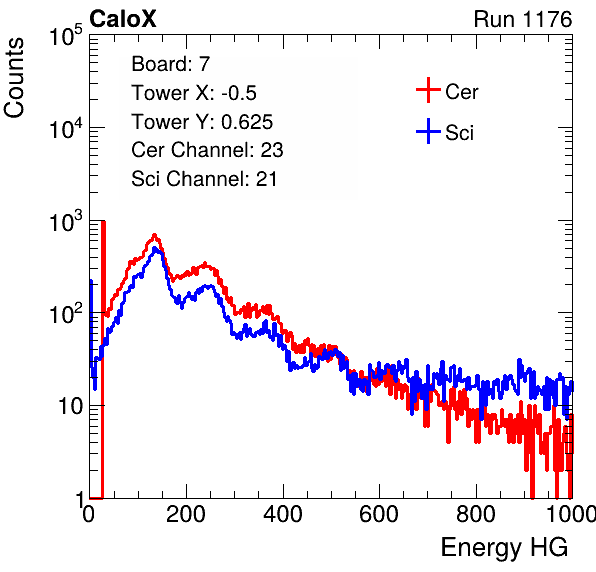 CaloX Run 1176
Counts
10^5
10^4
10^3
10^2
10
1
Board: 7
Tower X: -0.5
Tower Y: 0.625
Cer Channel: 23
Sci Channel: 21
Cer
Sci
0 200 400 600 800 1000
Energy HG